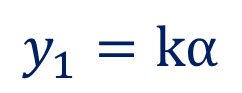 y₁ = kα